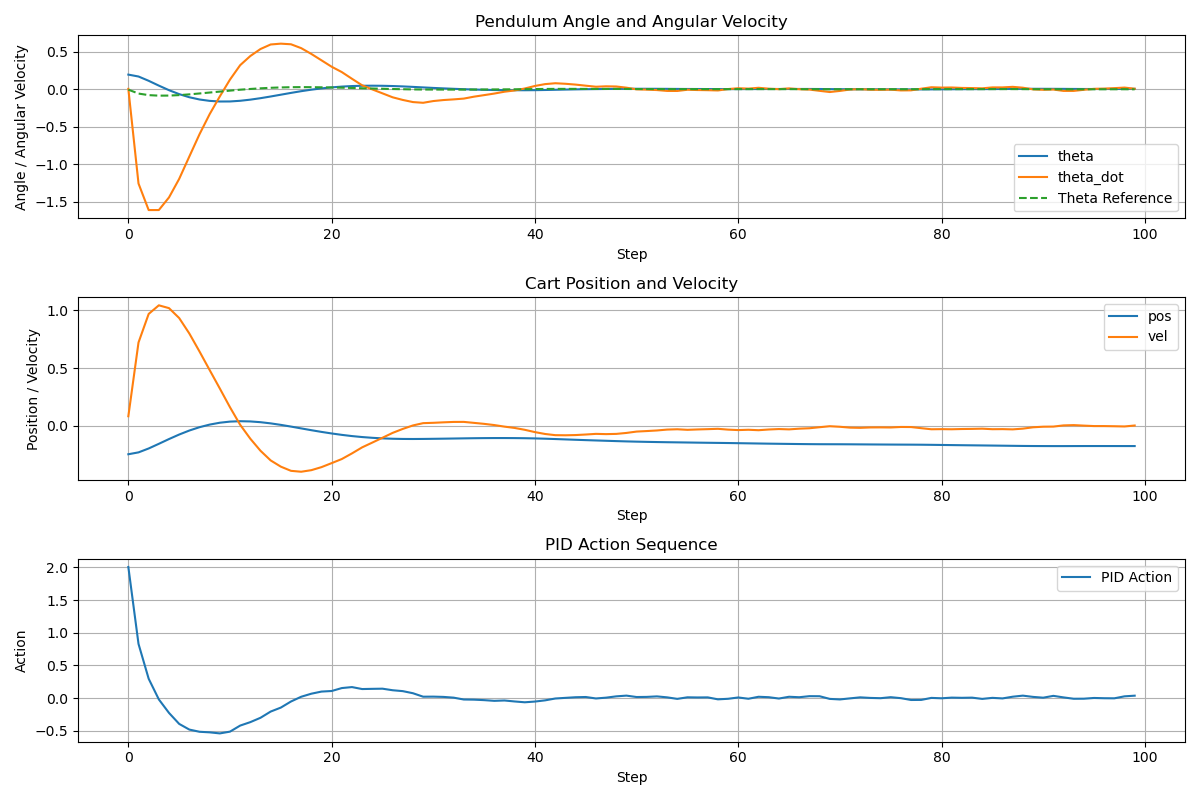 Pendulum Angle and Angular Velocity
Angle / Angular Velocity
0.5
0.0
−0.5
−1.0
−1.5
theta
theta_dot
Theta Reference
0
20
40
60
80
100
Step
Cart Position and Velocity
Position / Velocity
1.0
0.5
0.0
pos
vel
0
20
40
60
80
100
Step
PID Action Sequence
Action
2.0
1.5
1.0
0.5
0.0
−0.5
PID Action
0
20
40
60
80
100
Step